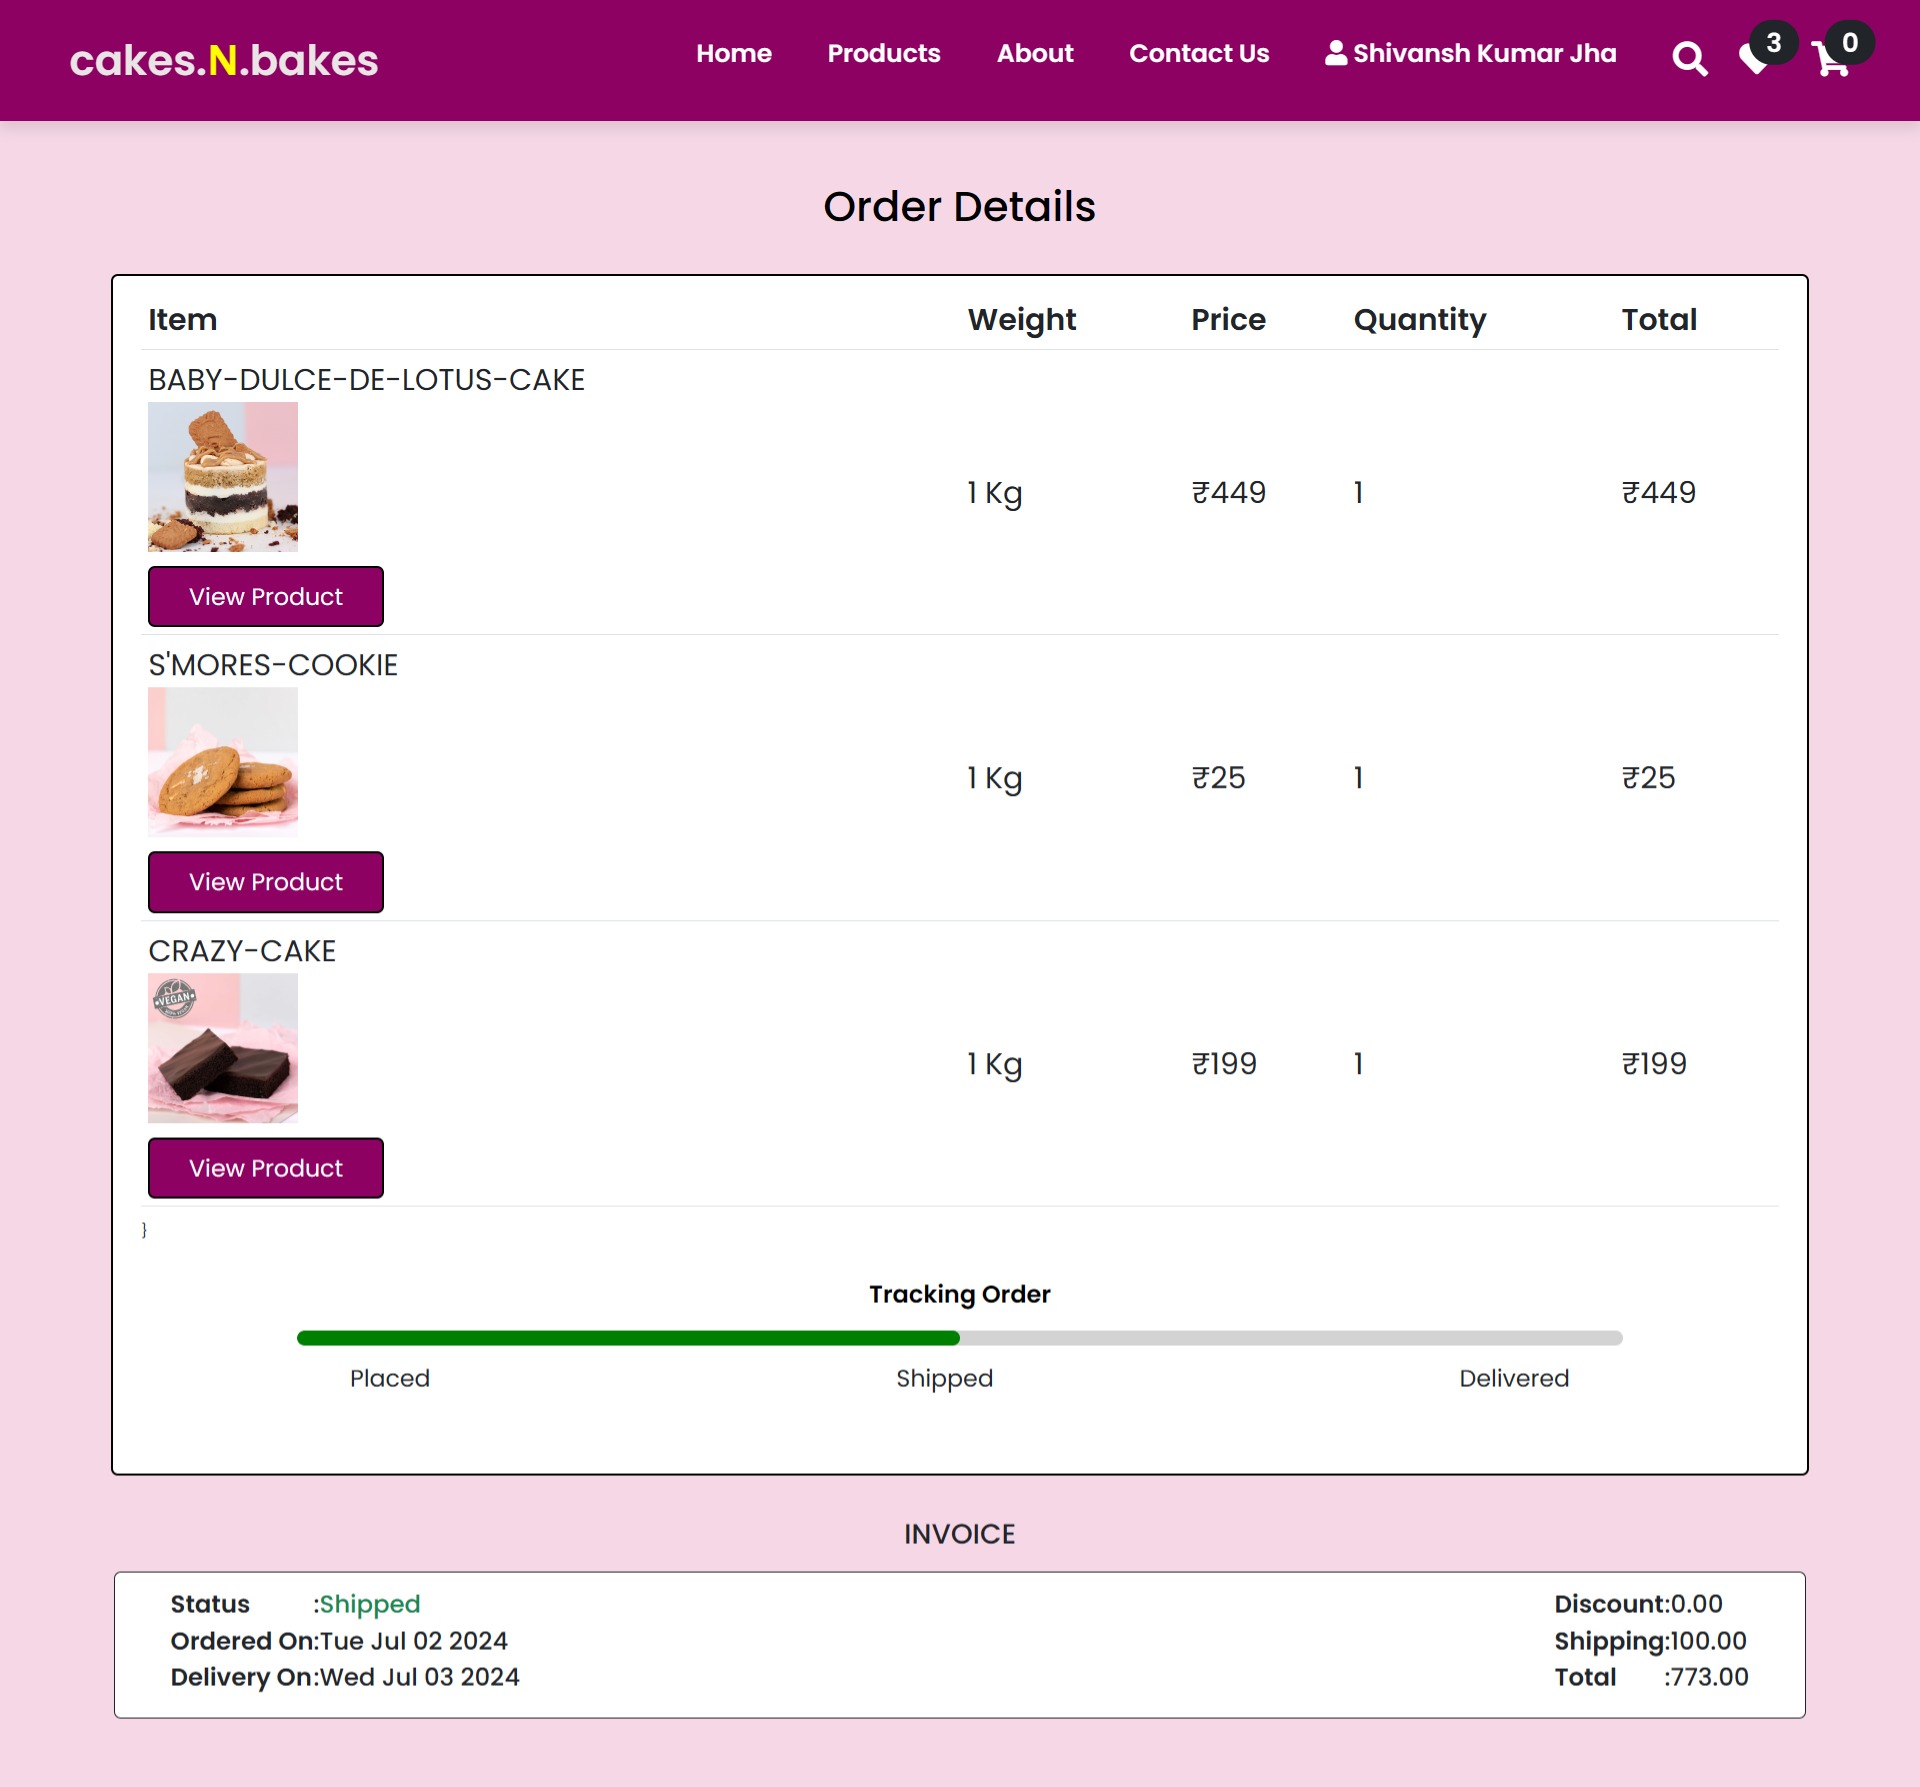 cakes.N.bakes
Home Products About Contact Us Shivansh Kumar Jha 3 0
Order Details
Item Weight Price Quantity Total
BABY-DULCE-DE-LOTUS-CAKE
1 Kg ₹449 1 ₹449
View Product
S'MORES-COOKIE
1 Kg ₹25 1 ₹25
View Product
CRAZY-CAKE
VEGAN
1 Kg ₹199 1 ₹199
View Product
}
Tracking Order
Placed Shipped Delivered
INVOICE
Status :Shipped Discount:0.00
Ordered On:Tue Jul 02 2024 Shipping:100.00
Delivery On:Wed Jul 03 2024 Total :773.00